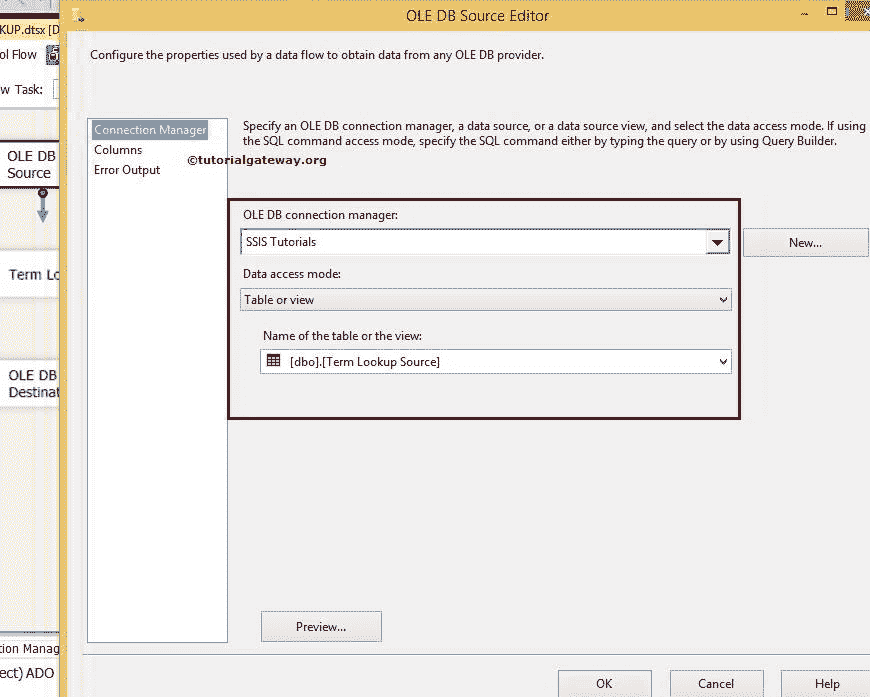 OLE DB Source Editor
KUP.dtsx [D
ol Flow
w Task:
Configure the properties used by a data flow to obtain data from any OLE DB provider.
Connection Manager
Columns
Error Output
Specify an OLE DB connection manager, a data source, or a data source view, and select the data access mode. If using
the SQL command access mode, specify the SQL command either by typing the query or by using Query Builder.
©tutorialgateway.org
OLE DB
Source
Term Lo
OLE DB
Destinat
OLE DB connection manager:
SSIS Tutorials
New...
Data access mode:
Table or view
Name of the table or the view:
[dbo].[Term Lookup Source]
Preview...
tion Manag
ect) ADO
OK
Cancel
Help